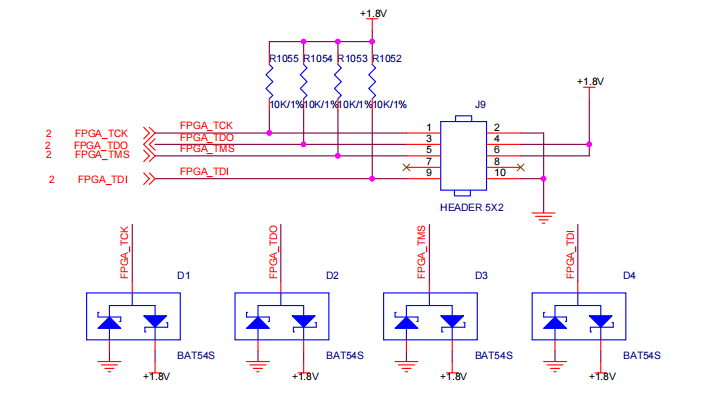 +1.8V
R1055 R1054 R1053 R1052
+1.8V
J9
10K/1% 10K/1% 10K/1% 10K/1%
2 FPGA_TCK FPGA_TCK 1 2
2 FPGA_TDO FPGA_TDO 3 4
2 FPGA_TMS FPGA_TMS 5 6
7 8
2 FPGA_TDI FPGA_TDI 9 10
HEADER 5X2
FPGA_TCK FPGA_TDO FPGA_TMS FPGA_TDI
D1 D2 D3 D4
BAT54S BAT54S BAT54S BAT54S
+1.8V +1.8V +1.8V +1.8V